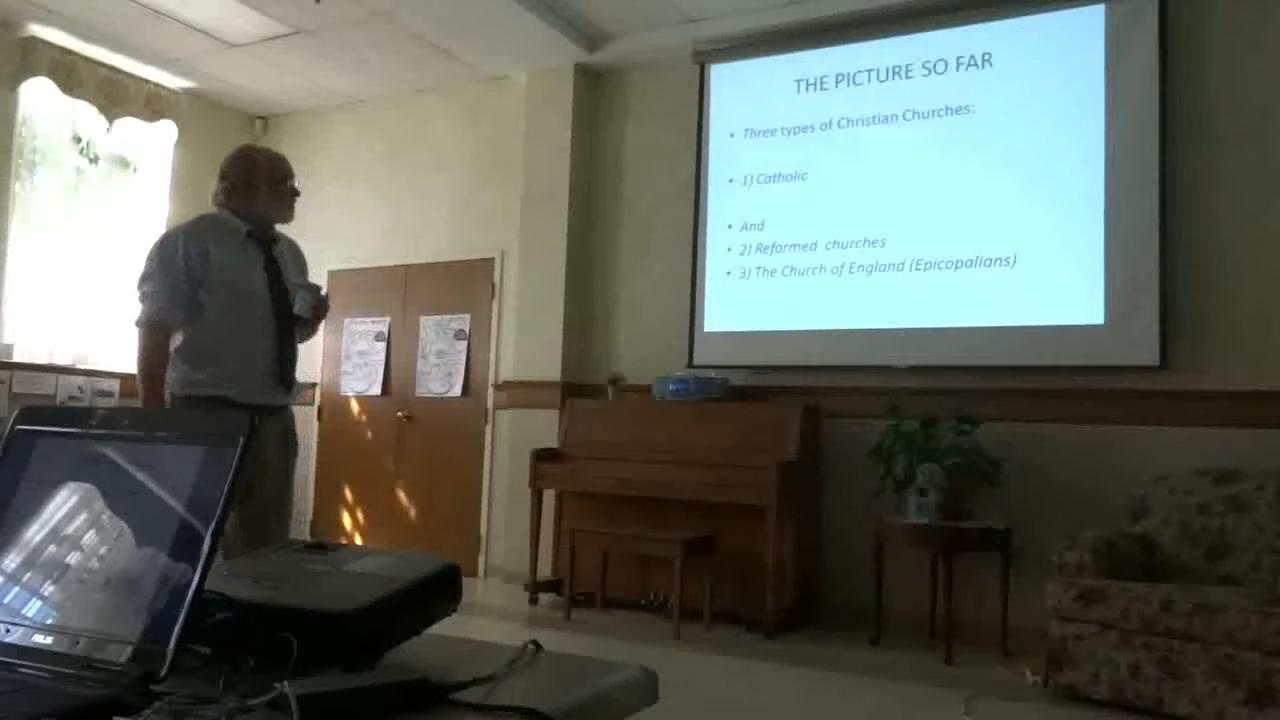 THE PICTURE SO FAR
• Three types of Christian Churches:
• 1) Catholic
• And
• 2) Reformed churches
• 3) The Church of England (Epicopalians)
ASUS